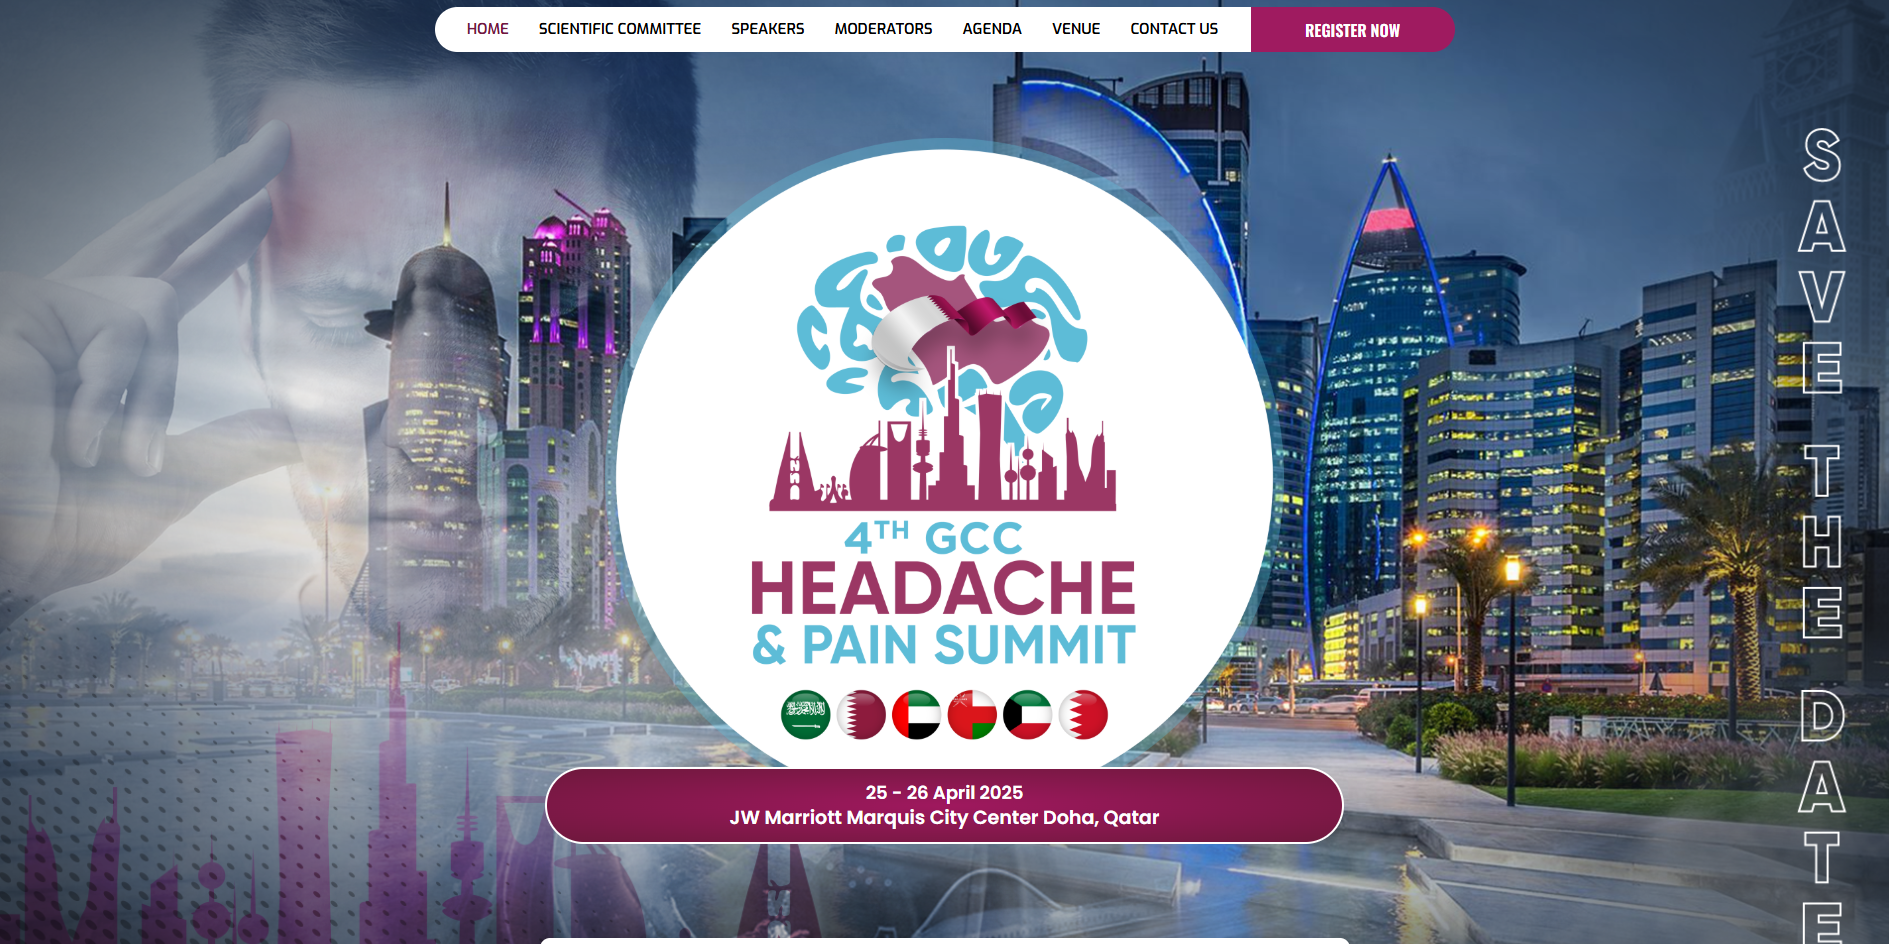 HOME
SCIENTIFIC COMMITTEE
SPEAKERS
MODERATORS
AGENDA
VENUE
CONTACT US
REGISTER NOW
4TH GCC
HEADACHE
& PAIN SUMMIT
25 - 26 April 2025
JW Marriott Marquis City Center Doha, Qatar
SAVE THE DATE